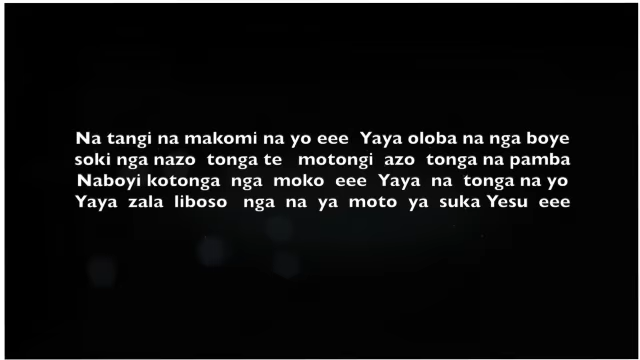 Na tangi na makomi na yo eee Yaya oloba na nga boye
soki nga nazo tonga te motongi azo tonga na pamba
Naboyi kotonga nga moko eee Yaya na tonga na yo
Yaya zala liboso nga na ya moto ya suka Yesu eee